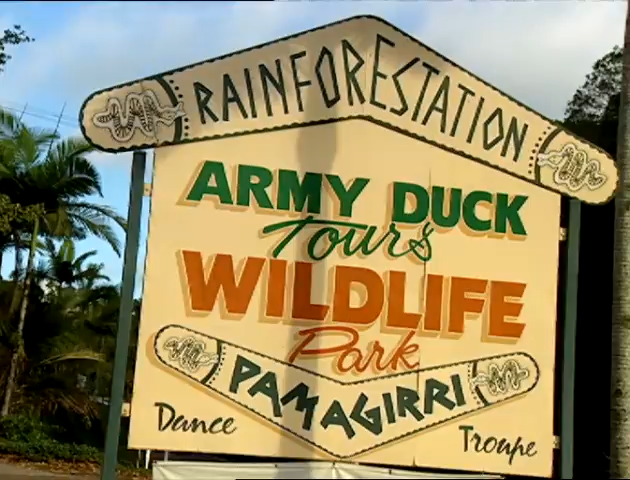 RAINFORESTATION
ARMY DUCK
Tours
WILDLIFE
Park
PAMAGIRRI
Dance Troupe